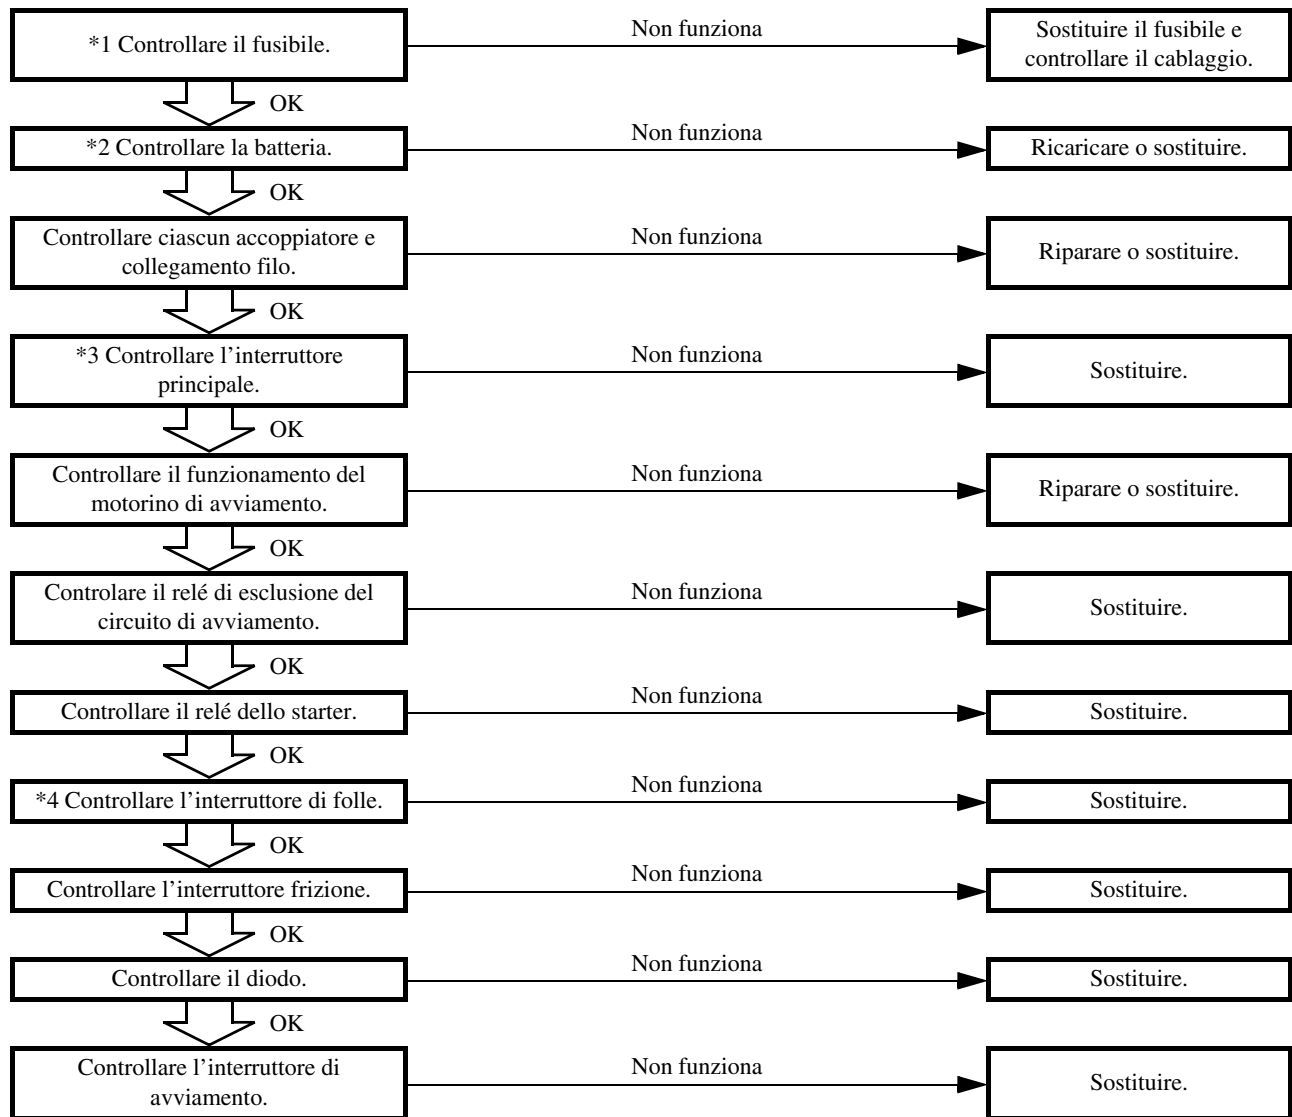 *1 Controllare il fusibile.
Non funziona
Sostituire il fusibile e
controllare il cablaggio.
OK
*2 Controllare la batteria.
Non funziona
Ricaricare o sostituire.
OK
Controllare ciascun accoppiatore e
collegamento filo.
Non funziona
Riparare o sostituire.
OK
*3 Controllare l’interruttore
principale.
Non funziona
Sostituire.
OK
Controllare il funzionamento del
motorino di avviamento.
Non funziona
Riparare o sostituire.
OK
Controlare il relé di esclusione del
circuito di avviamento.
Non funziona
Sostituire.
OK
Controllare il relé dello starter.
Non funziona
Sostituire.
OK
*4 Controllare l’interruttore di folle.
Non funziona
Sostituire.
OK
Controllare l’interruttore frizione.
Non funziona
Sostituire.
OK
Controllare il diodo.
Non funziona
Sostituire.
OK
Controllare l’interruttore di
avviamento.
Non funziona
Sostituire.